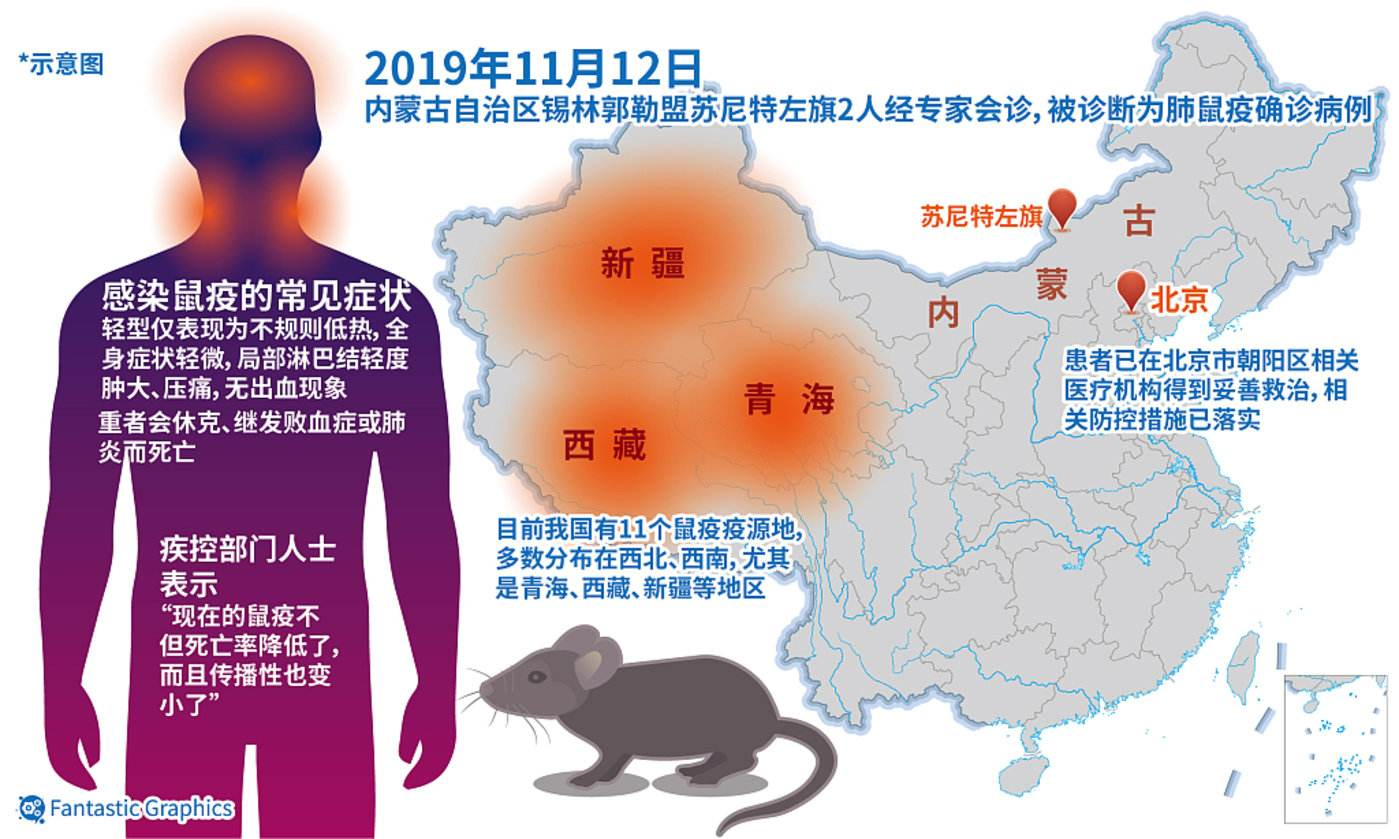 *示意图
2019年11月12日
内蒙古自治区锡林郭勒盟苏尼特左旗2人经专家会诊, 被诊断为肺鼠疫确诊病例
感染鼠疫的常见症状
轻型仅表现为不规则低热, 全
身症状轻微, 局部淋巴结轻度
肿大、压痛, 无出血现象
重者会休克、继发败血症或肺
炎而死亡
疾控部门人士
表示
“现在的鼠疫不
但死亡率降低了,
而且传播性也变
小了”
新疆
青海
西藏
目前我国有11个鼠疫疫源地,
多数分布在西北、西南, 尤其
是青海、西藏、新疆等地区
苏尼特左旗
内
蒙
古
北京
患者已在北京市朝阳区相关
医疗机构得到妥善救治, 相
关防控措施已落实
Fantastic Graphics